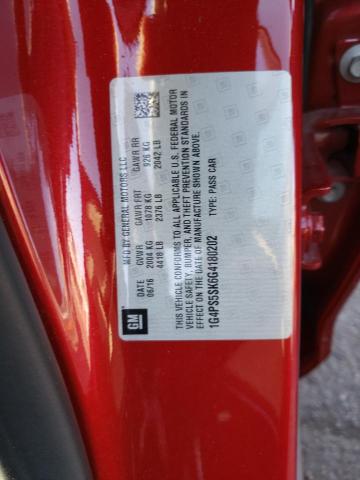 MFD BY GENERAL MOTORS LLC
06/16
GVWR GAWR FRT GAWR RR
2004 KG 1078 KG 926 KG
4418 LB 2376 LB 2042 LB
THIS VEHICLE CONFORMS TO ALL APPLICABLE U.S. FEDERAL MOTOR
VEHICLE SAFETY, BUMPER, AND THEFT PREVENTION STANDARDS IN
EFFECT ON THE DATE OF MANUFACTURE SHOWN ABOVE.
1G4PS5SK6G4180202 TYPE: PASS CAR
GM